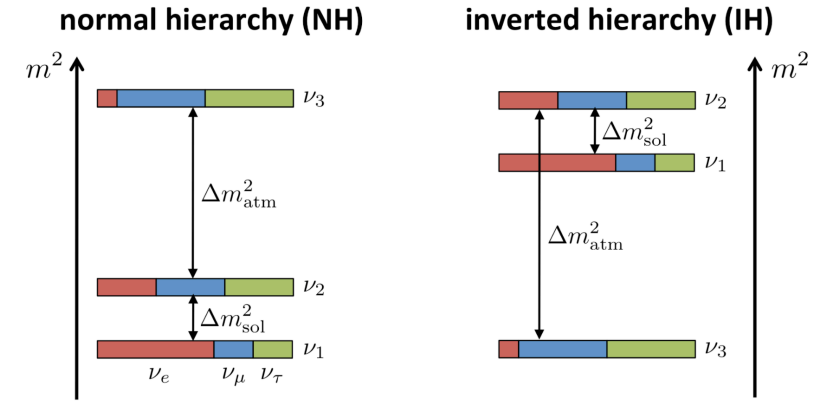 normal hierarchy (NH)
inverted hierarchy (IH)
m²
ν₃
Δm²atm
ν₂
Δm²sol
ν₁
νₑ νμ ντ
m²
ν₂
Δm²sol
ν₁
Δm²atm
ν₃